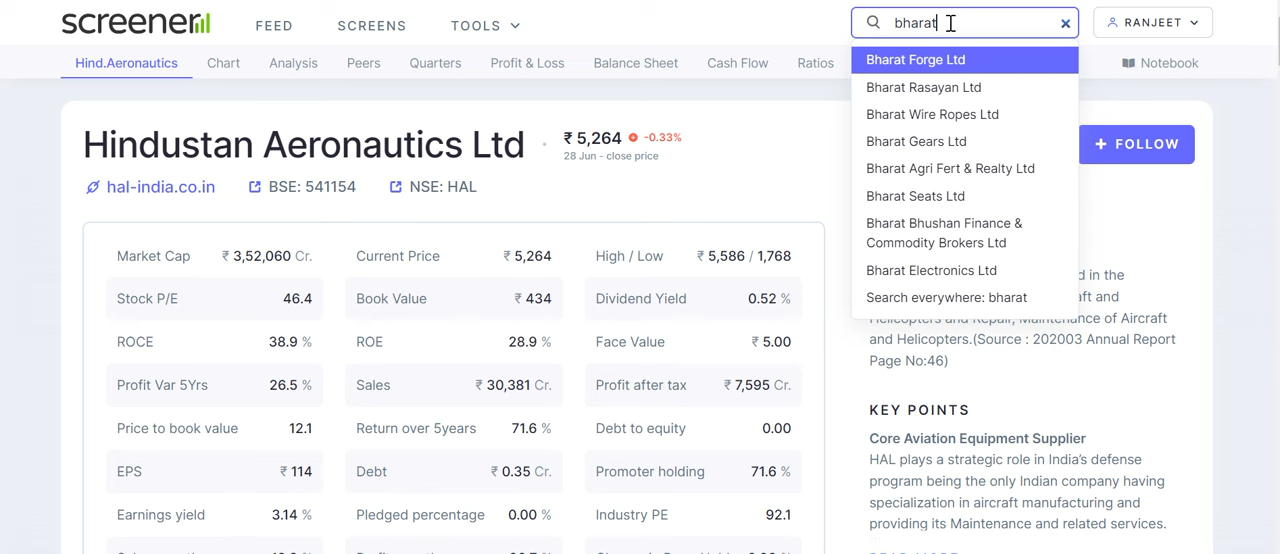 screener
FEED
SCREENS
TOOLS
bharat
RANJEET
Hind.Aeronautics
Chart
Analysis
Peers
Quarters
Profit & Loss
Balance Sheet
Cash Flow
Ratios
Notebook
Bharat Forge Ltd
Bharat Rasayan Ltd
Bharat Wire Ropes Ltd
Bharat Gears Ltd
Bharat Agri Fert & Realty Ltd
Bharat Seats Ltd
Bharat Bhushan Finance &
Commodity Brokers Ltd
Bharat Electronics Ltd
Search everywhere: bharat
Hindustan Aeronautics Ltd
₹ 5,264 -0.33%
28 Jun - close price
+ FOLLOW
hal-india.co.in
BSE: 541154
NSE: HAL
Market Cap ₹ 3,52,060 Cr.
Current Price ₹ 5,264
High / Low ₹ 5,586 / 1,768
Stock P/E 46.4
Book Value ₹ 434
Dividend Yield 0.52 %
ROCE 38.9 %
ROE 28.9 %
Face Value ₹ 5.00
Profit Var 5Yrs 26.5 %
Sales ₹ 30,381 Cr.
Profit after tax ₹ 7,595 Cr.
Price to book value 12.1
Return over 5years 71.6 %
Debt to equity 0.00
EPS ₹ 114
Debt ₹ 0.35 Cr.
Promoter holding 71.6 %
Earnings yield 3.14 %
Pledged percentage 0.00 %
Industry PE 92.1
d in the
aft and
Helicopters and Repair, Maintenance of Aircraft
and Helicopters.(Source : 202003 Annual Report
Page No:46)
KEY POINTS
Core Aviation Equipment Supplier
HAL plays a strategic role in India's defense
program being the only Indian company having
specialization in aircraft manufacturing and
providing its Maintenance and related services.